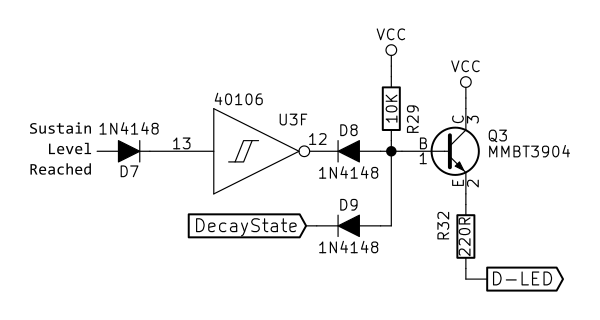 VCC
VCC
40106
10K
R29
C
3
Sustain
Level
Reached
1N4148
D7
13
U3F
12
D8
1N4148
B
1
Q3
MMBT3904
E
2
D9
DecayState
1N4148
R32
220R
D-LED